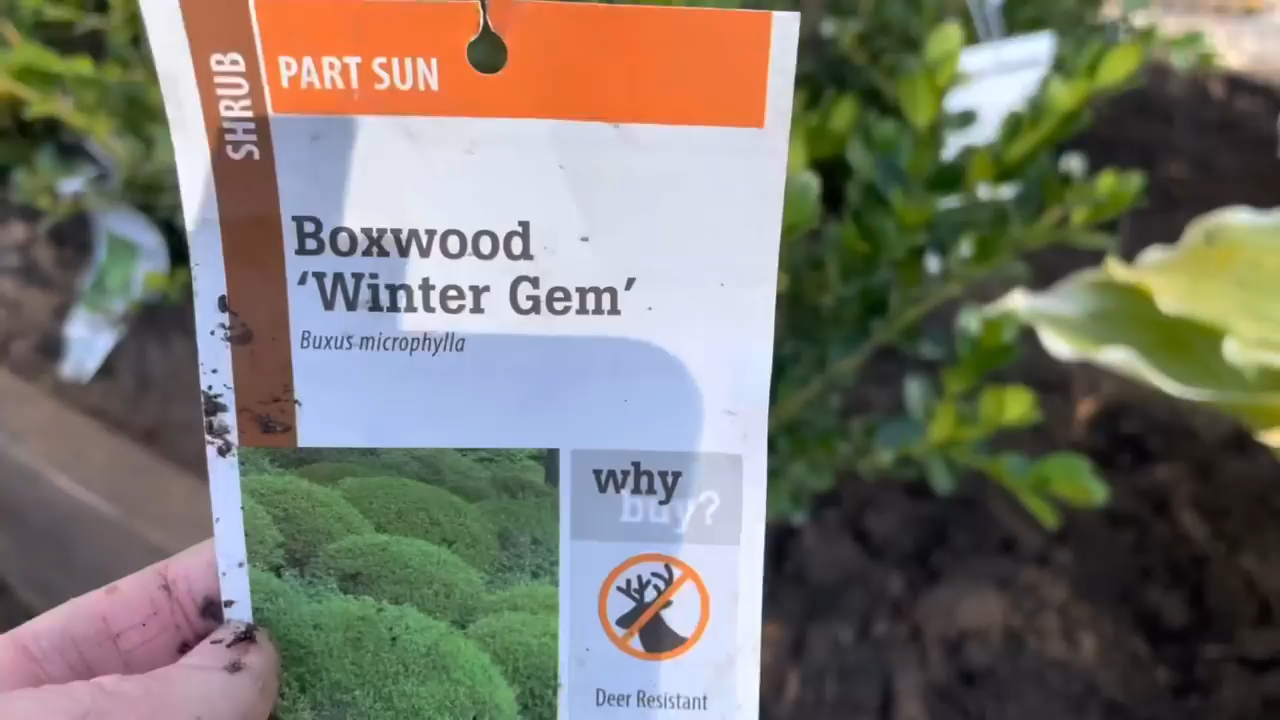 SHRUB
PART SUN
Boxwood
‘Winter Gem’
Buxus microphylla
why
buy?
Deer Resistant